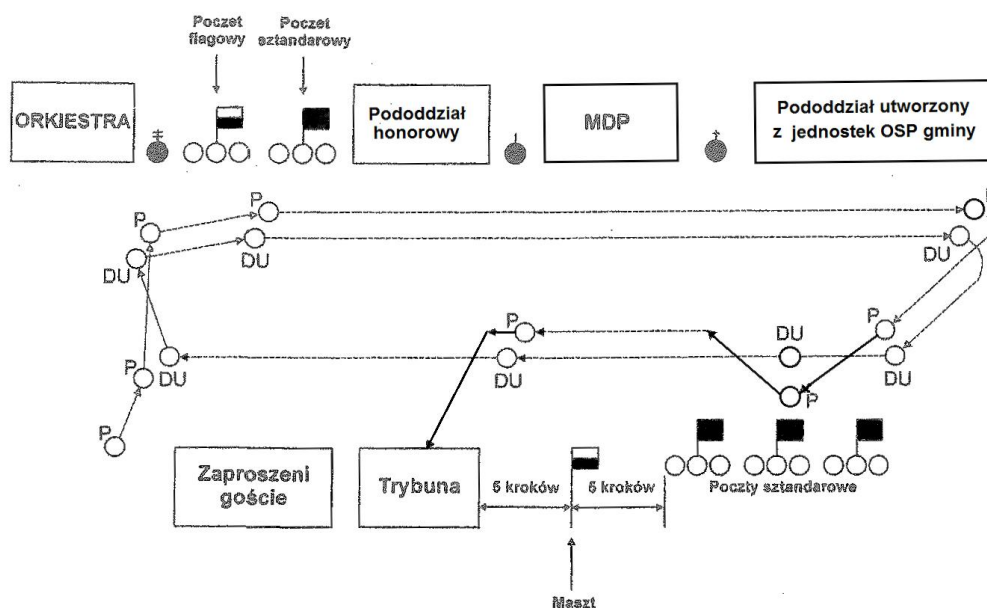 Poczet flagowy
Poczet sztandarowy
ORKIESTRA
Pododdział honorowy
MDP
Pododdział utworzony
z jednostek OSP gminy
P
P
DU
DU
DU
P
P
DU
P
DU
DU
DU
P
P
Zaproszeni goście
Trybuna
5 kroków
5 kroków
Poczty sztandarowe
Maszt